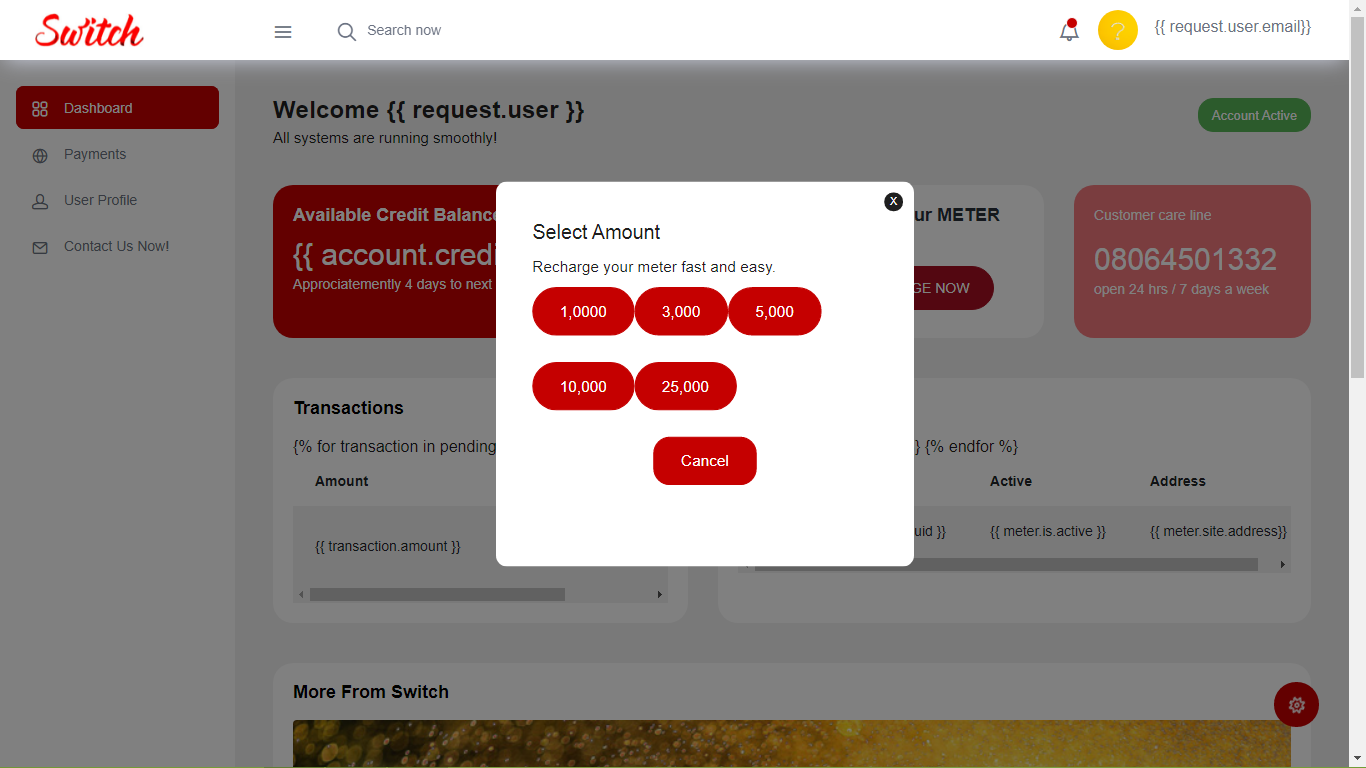 Switch
Search now
?
{{ request.user.email}}
Dashboard
Payments
User Profile
Contact Us Now!
Welcome {{ request.user }}
All systems are running smoothly!
Account Active
Available Credit Balance
{{ account.credi
Approciatemently 4 days to next
ur METER
GE NOW
Customer care line
08064501332
open 24 hrs / 7 days a week
X
Select Amount
Recharge your meter fast and easy.
1,0000 3,000 5,000
10,000 25,000
Cancel
Transactions
{% for transaction in pending
Amount
{{ transaction.amount }}
} {% endfor %}
Active Address
uid }} {{ meter.is.active }} {{ meter.site.address}}
More From Switch